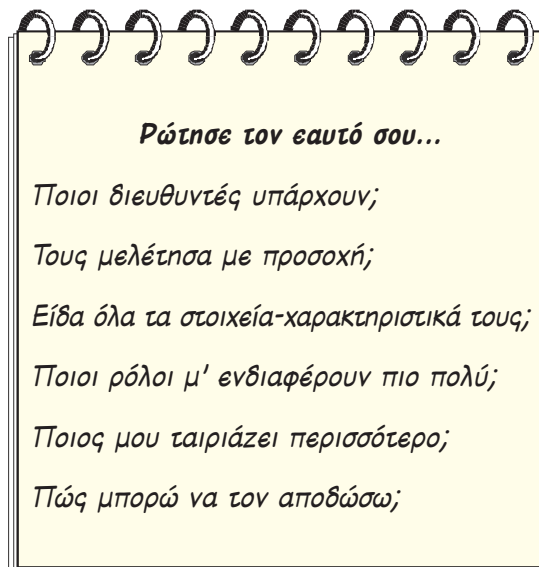 Ρώτησε τον εαυτό σου...
Ποιοι διευθυντές υπάρχουν;
Τους μελέτησα με προσοχή;
Είδα όλα τα στοιχεία-χαρακτηριστικά τους;
Ποιοι ρόλοι μ' ενδιαφέρουν πιο πολύ;
Ποιος μου ταιριάζει περισσότερο;
Πώς μπορώ να τον αποδώσω;